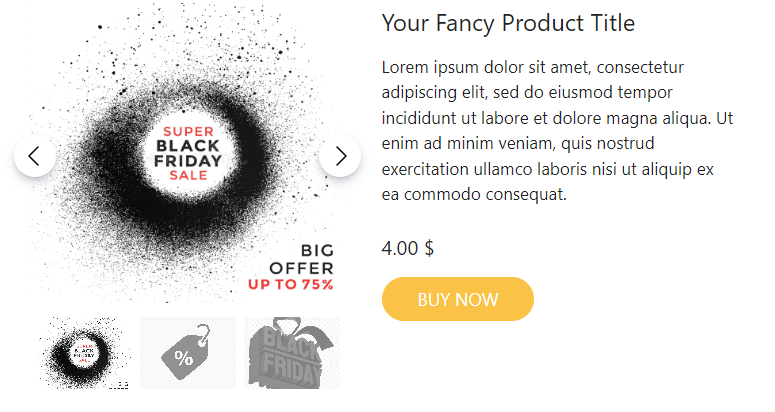 SUPER
BLACK
FRIDAY
SALE
BIG
OFFER
UP TO 75%
%
BLACK
Your Fancy Product Title
Lorem ipsum dolor sit amet, consectetur
adipiscing elit, sed do eiusmod tempor
incididunt ut labore et dolore magna aliqua. Ut
enim ad minim veniam, quis nostrud
exercitation ullamco laboris nisi ut aliquip ex
ea commodo consequat.
4.00 $
BUY NOW